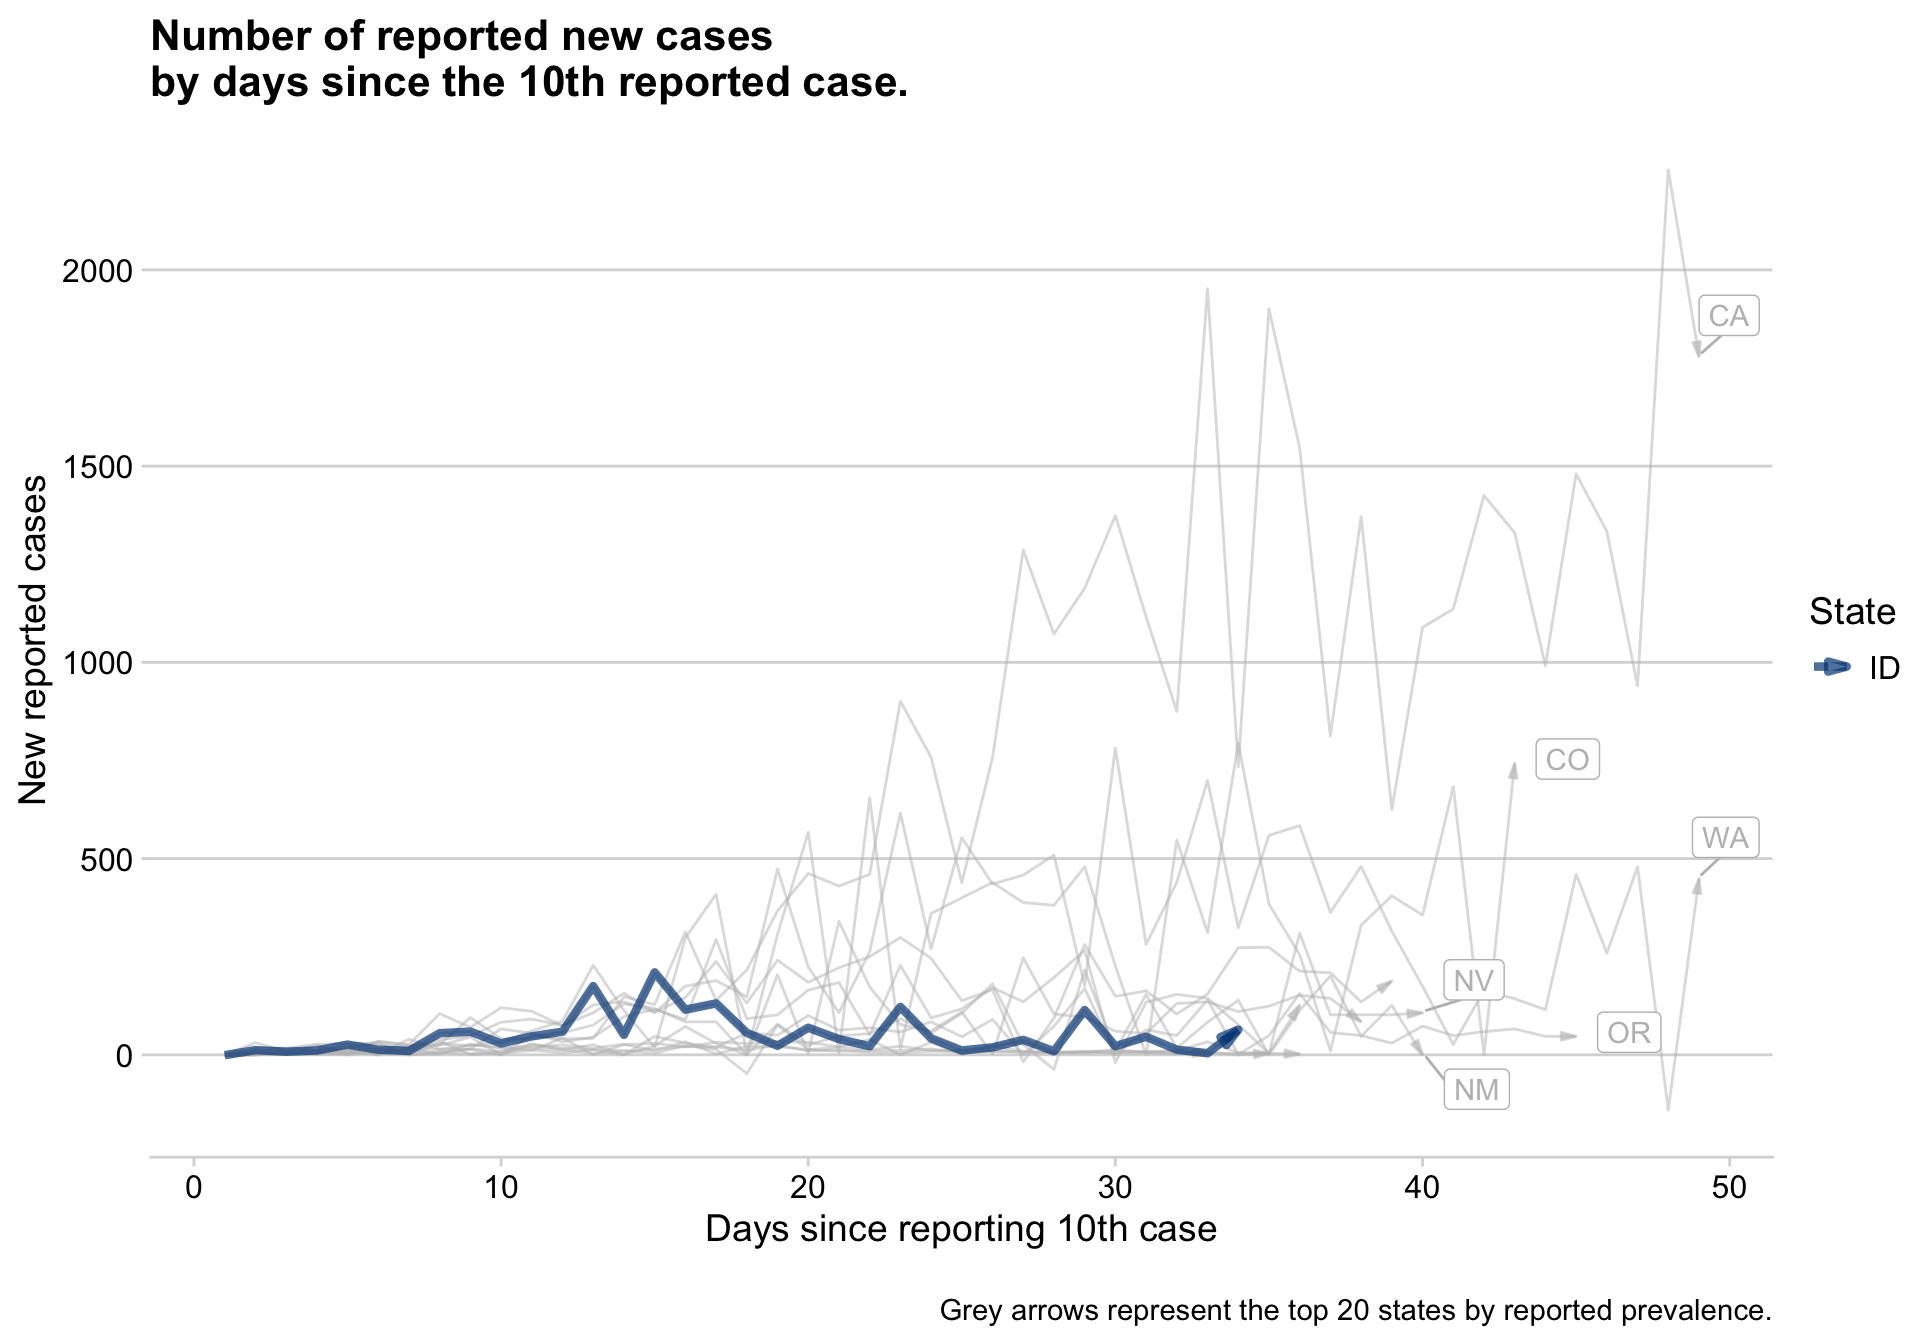 Number of reported new cases
by days since the 10th reported case.
New reported cases
2000
1500
1000
500
0
CA
CO
WA
NV
OR
NM
State
ID
0 10 20 30 40 50
Days since reporting 10th case
Grey arrows represent the top 20 states by reported prevalence.